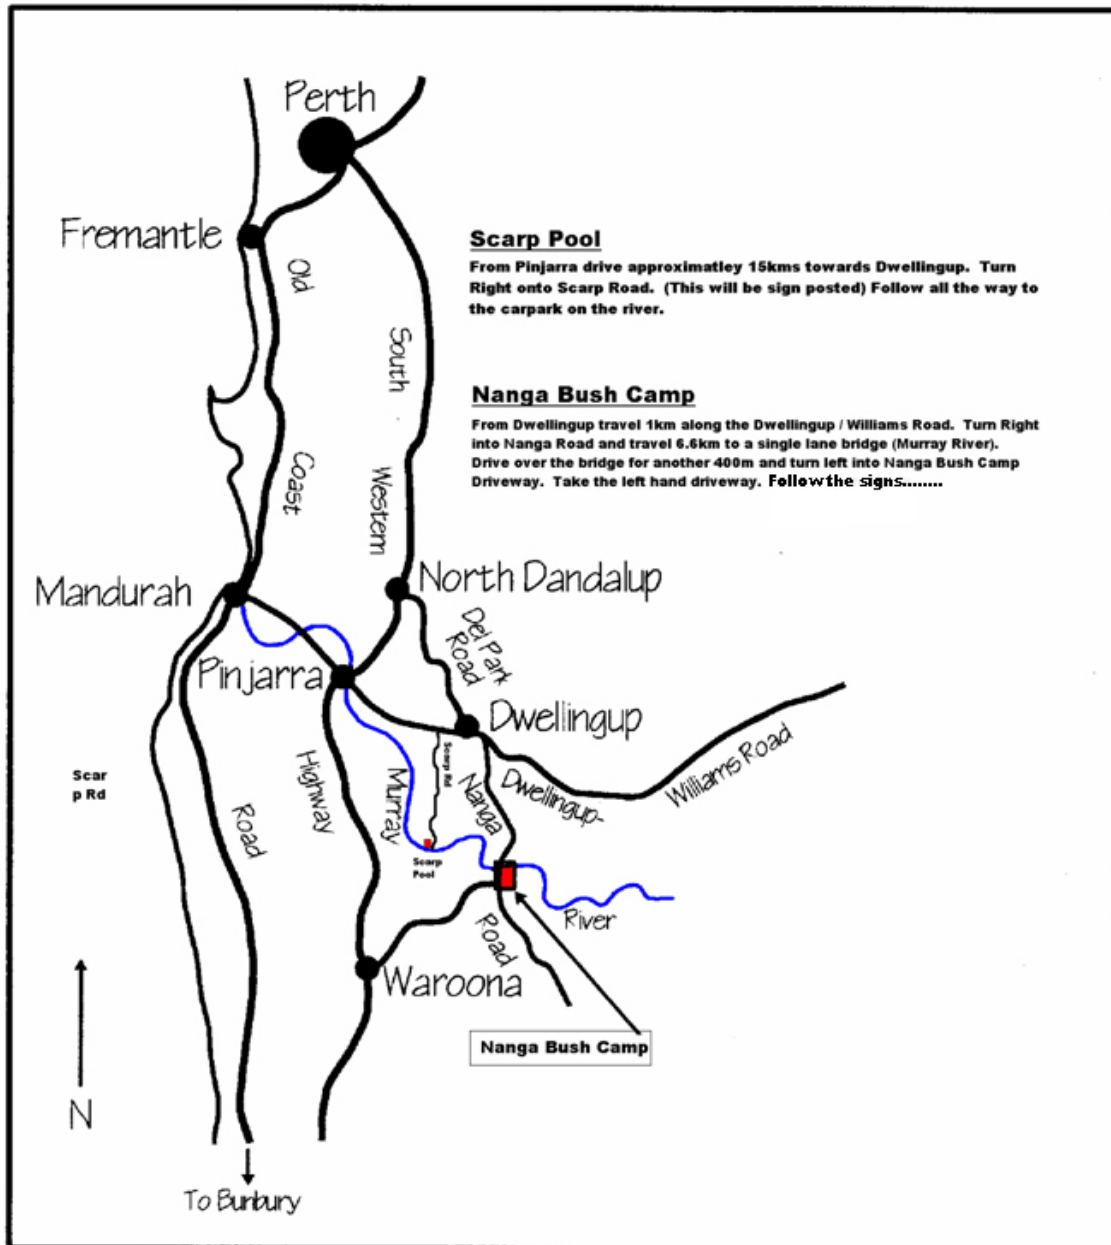 Perth
Fremantle
Old
Scarp Pool
From Pinjarra drive approximatley 15kms towards Dwellingup. Turn
Right onto Scarp Road. (This will be sign posted) Follow all the way to
the carpark on the river.
South
Nanga Bush Camp
From Dwellingup travel 1km along the Dwellingup / Williams Road. Turn Right
into Nanga Road and travel 6.6km to a single lane bridge (Murray River).
Drive over the bridge for another 400m and turn left into Nanga Bush Camp
Driveway. Take the left hand driveway. Follow the signs........
Coast
Western
Mandurah
North Dandalup
Del Park
Road
Pinjarra
Dwellingup
Scar
p Rd
Highway
Murray
Scarp Rd
Nanga
Dwellingup-
Williams Road
Road
Scarp
Pool
River
Road
Waroona
Nanga Bush Camp
N
To Bunbury